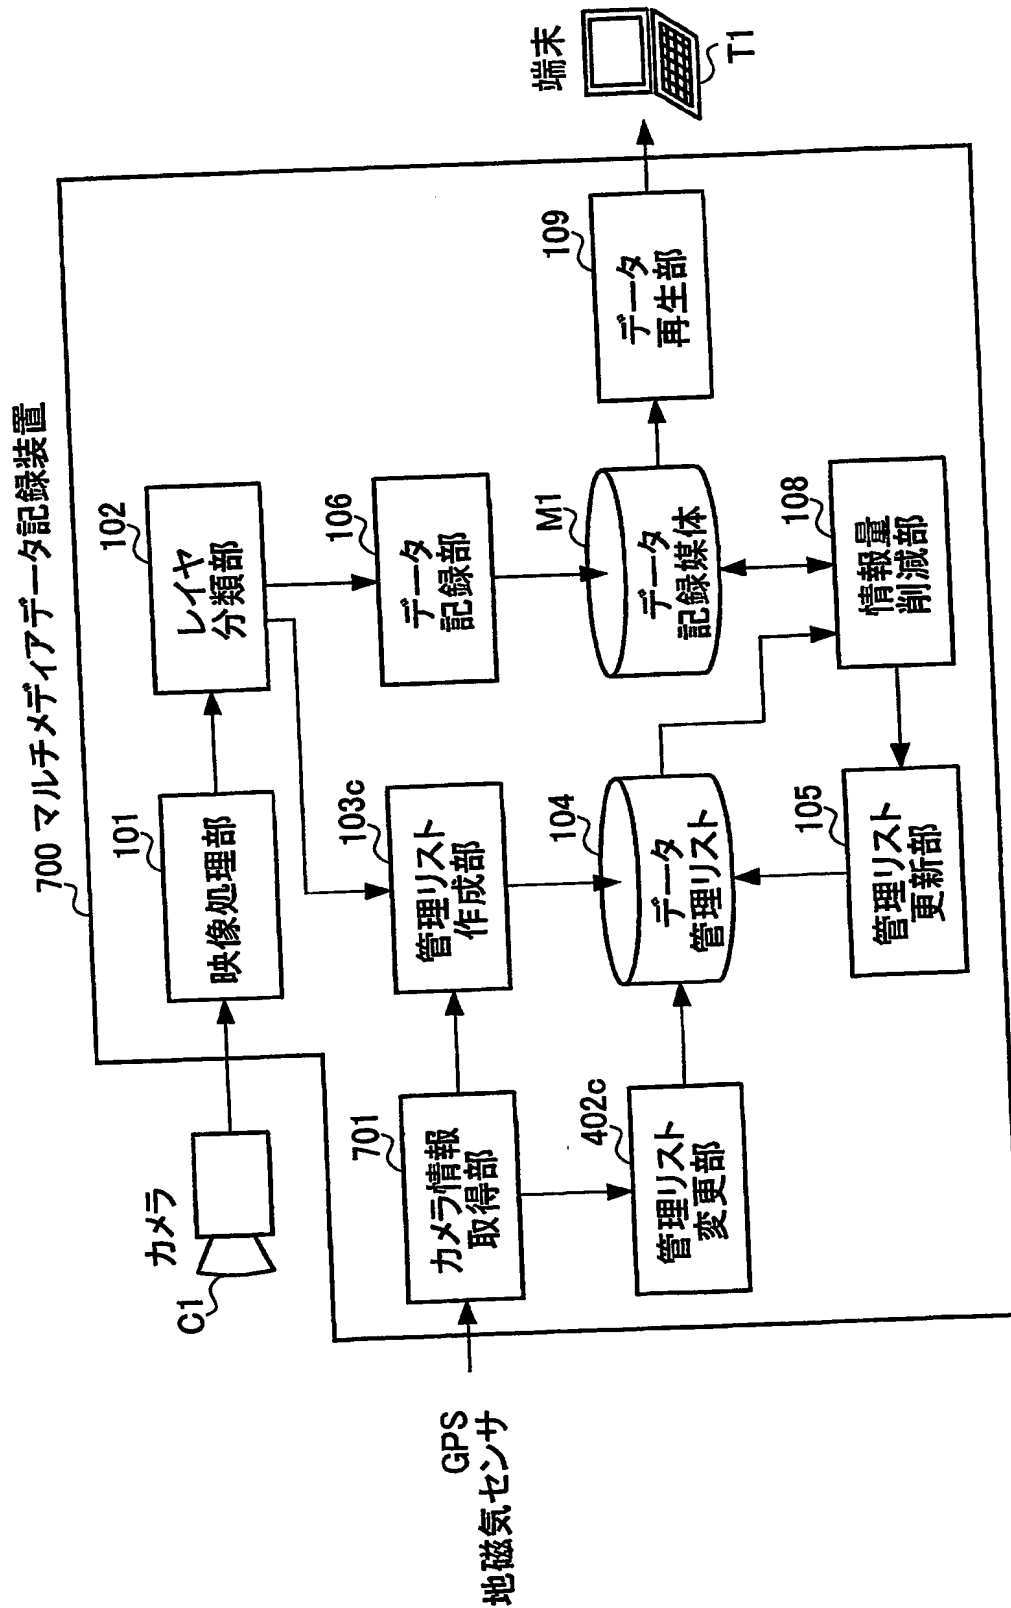 700 マルチメディアデータ記録装置
カメラ
C1
101
映像処理部
102
レイヤ
分類部
GPS
地磁気センサ
701
カメラ情報
取得部
103c
管理リスト
作成部
106
データ
記録部
402c
管理リスト
変更部
104
データ
管理リスト
M1
データ
記録媒体
109
データ
再生部
端末
T1
105
管理リスト
更新部
108
情報量
削減部